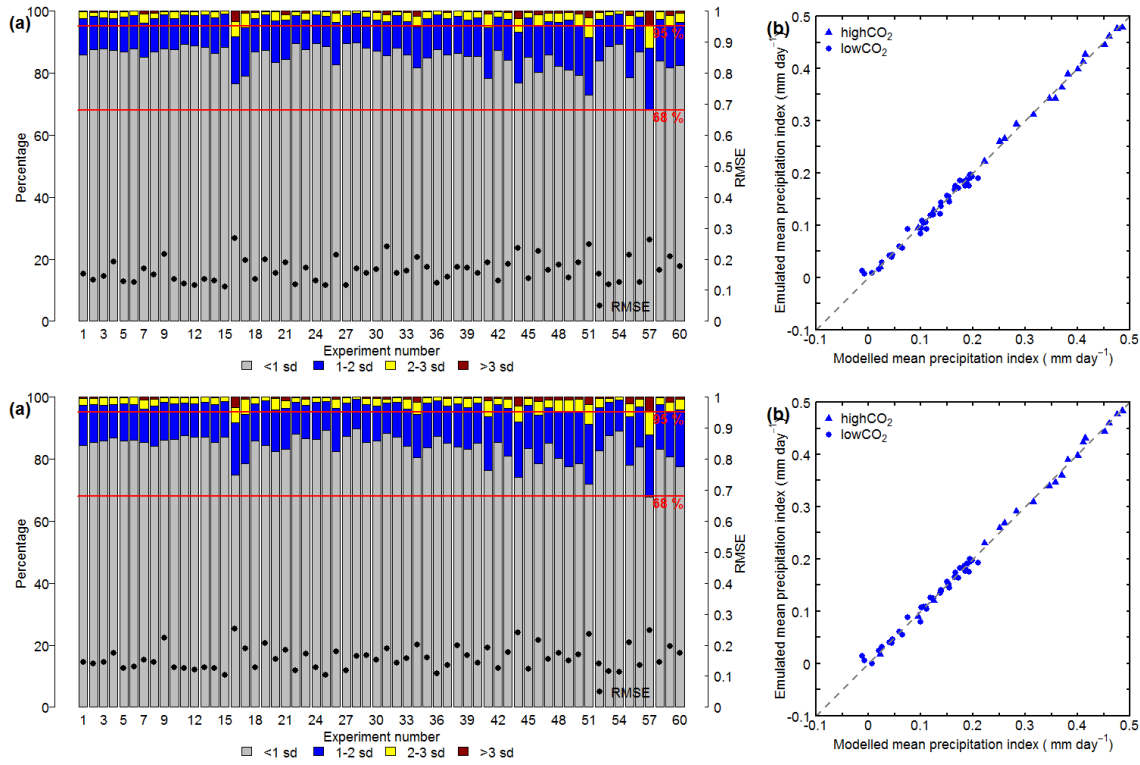 (a)
100
80
60
40
20
0
Percentage
95 %
68 %
1
0.9
0.8
0.7
0.6
0.5
0.4
0.3
0.2
0.1
0
RMSE
RMSE
1 3 5 7 9 12 15 18 21 24 27 30 33 36 39 42 45 48 51 54 57 60
Experiment number
<1 sd 1-2 sd 2-3 sd >3 sd
(b)
highCO2
lowCO2
0.5
0.4
0.3
0.2
0.1
0
-0.1
Emulated mean precipitation index (mm day−1)
-0.1 0 0.1 0.2 0.3 0.4 0.5
Modelled mean precipitation index ( mm day−1)
(a)
100
80
60
40
20
0
Percentage
95 %
68 %
1
0.9
0.8
0.7
0.6
0.5
0.4
0.3
0.2
0.1
0
RMSE
RMSE
1 3 5 7 9 12 15 18 21 24 27 30 33 36 39 42 45 48 51 54 57 60
Experiment number
<1 sd 1-2 sd 2-3 sd >3 sd
(b)
highCO2
lowCO2
0.5
0.4
0.3
0.2
0.1
0
-0.1
Emulated mean precipitation index (mm day−1)
-0.1 0 0.1 0.2 0.3 0.4 0.5
Modelled mean precipitation index ( mm day−1)